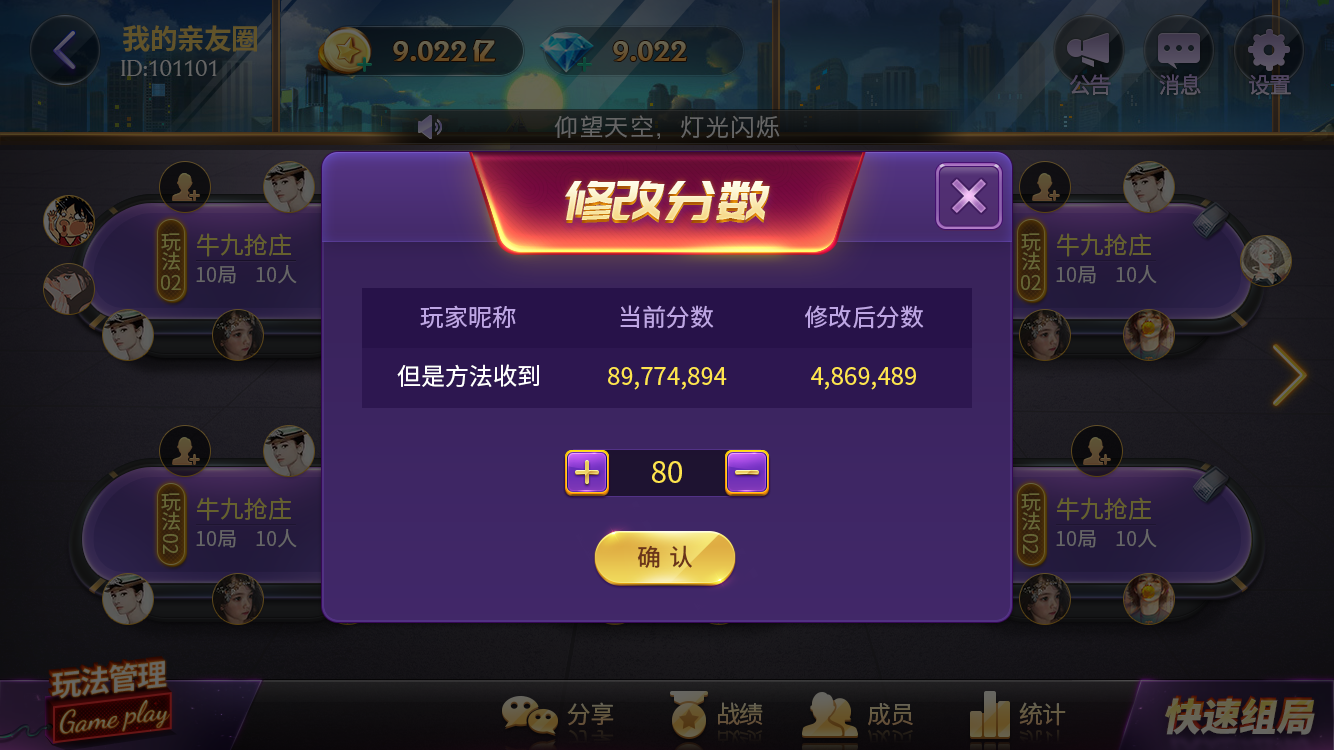 我的亲友圈
ID:101101
9.022 亿
9.022
公告
消息
设置
仰望天空，灯光闪烁
修改分数
玩法02
牛九抢庄
10局 10人
玩法02
牛九抢庄
10局 10人
玩家昵称 当前分数 修改后分数
但是方法收到 89,774,894 4,869,489
80
确认
玩法02
牛九抢庄
10局 10人
玩法02
牛九抢庄
10局 10人
玩法管理
Game play
分享
战绩
成员
统计
快速组局